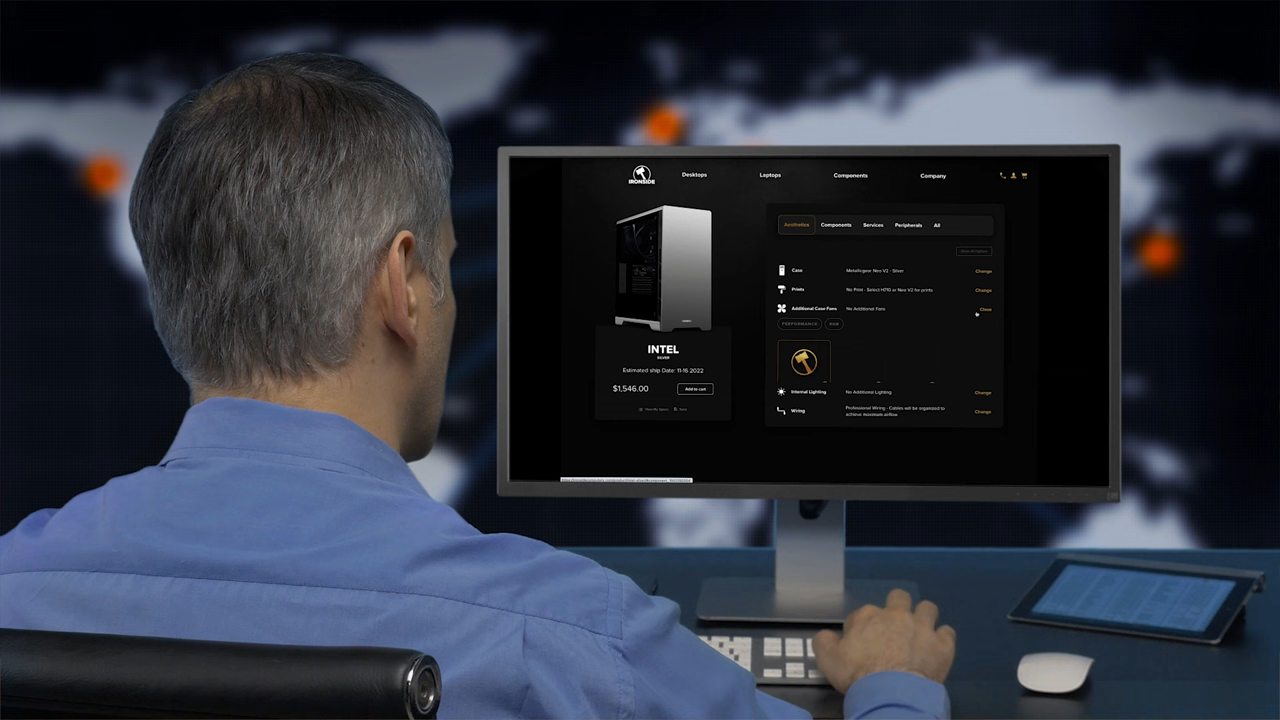 IRONSIDE
Desktops Laptops Components Company
Aesthetics Components Services Peripherals All
Case Metallicgear Neo V2 - Silver Change
Prints No Print - Select H710 or Neo V2 for prints Change
Additional Case Fans No Additional Fans Close
PERFORMANCE RGB
INTEL
SILVER
Estimated ship Date: 11-16 2022
$1,546.00 Add to cart
Save
Internal Lighting No Additional Lighting Change
Wiring Professional Wiring - Cables will be organized to Change
achieve maximum airflow